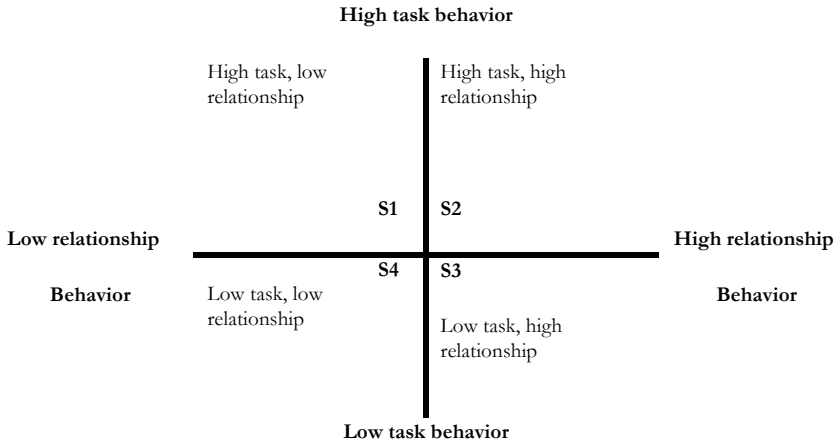 High task behavior
High task, low
relationship
High task, high
relationship
S1
S2
Low relationship
Behavior
High relationship
Behavior
S4
S3
Low task, low
relationship
Low task, high
relationship
Low task behavior